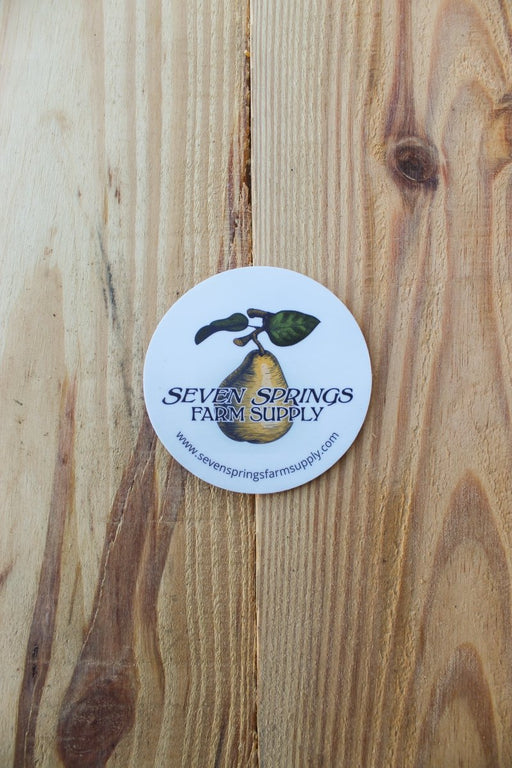 SEVEN SPRINGS
FARM SUPPLY
www.sevenspringsfarmsupply.com